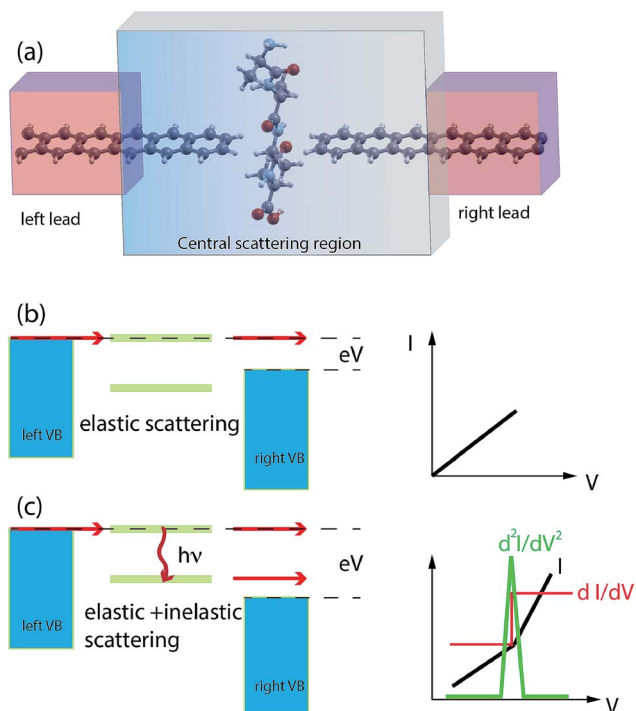 (a)
left lead
Central scattering region
right lead
(b)
left VB
elastic scattering
eV
right VB
I
V
(c)
hν
left VB
elastic +inelastic
scattering
eV
right VB
d²I/dV²
I
d I/dV
V